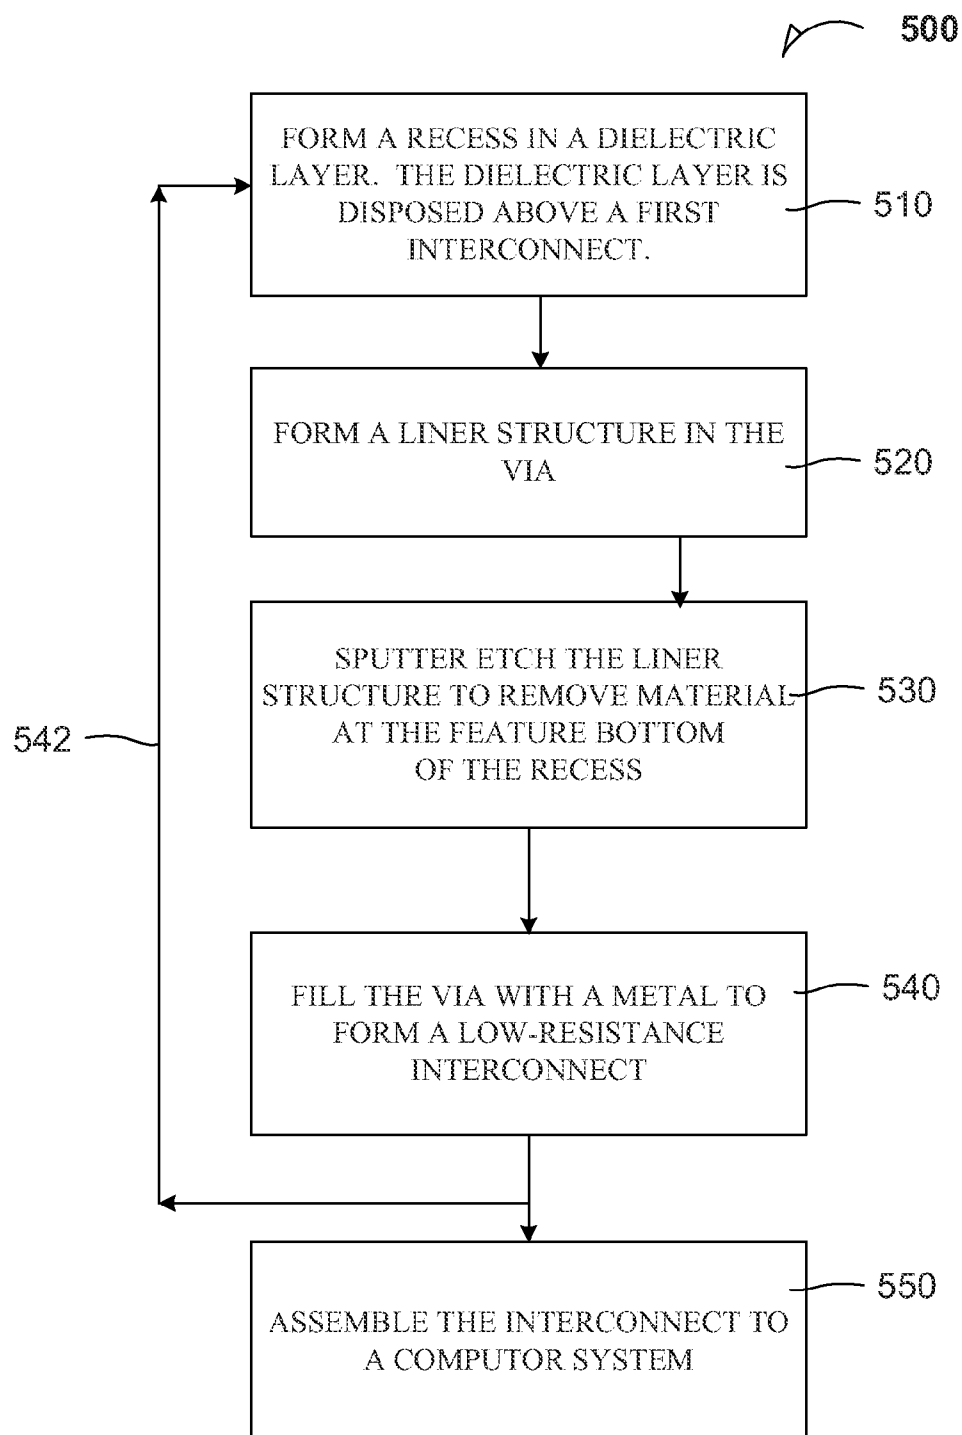 500
FORM A RECESS IN A DIELECTRIC
LAYER. THE DIELECTRIC LAYER IS
DISPOSED ABOVE A FIRST
INTERCONNECT.
510
FORM A LINER STRUCTURE IN THE
VIA
520
SPUTTER ETCH THE LINER
STRUCTURE TO REMOVE MATERIAL
AT THE FEATURE BOTTOM
OF THE RECESS
530
542
FILL THE VIA WITH A METAL TO
FORM A LOW-RESISTANCE
INTERCONNECT
540
ASSEMBLE THE INTERCONNECT TO
A COMPUTOR SYSTEM
550